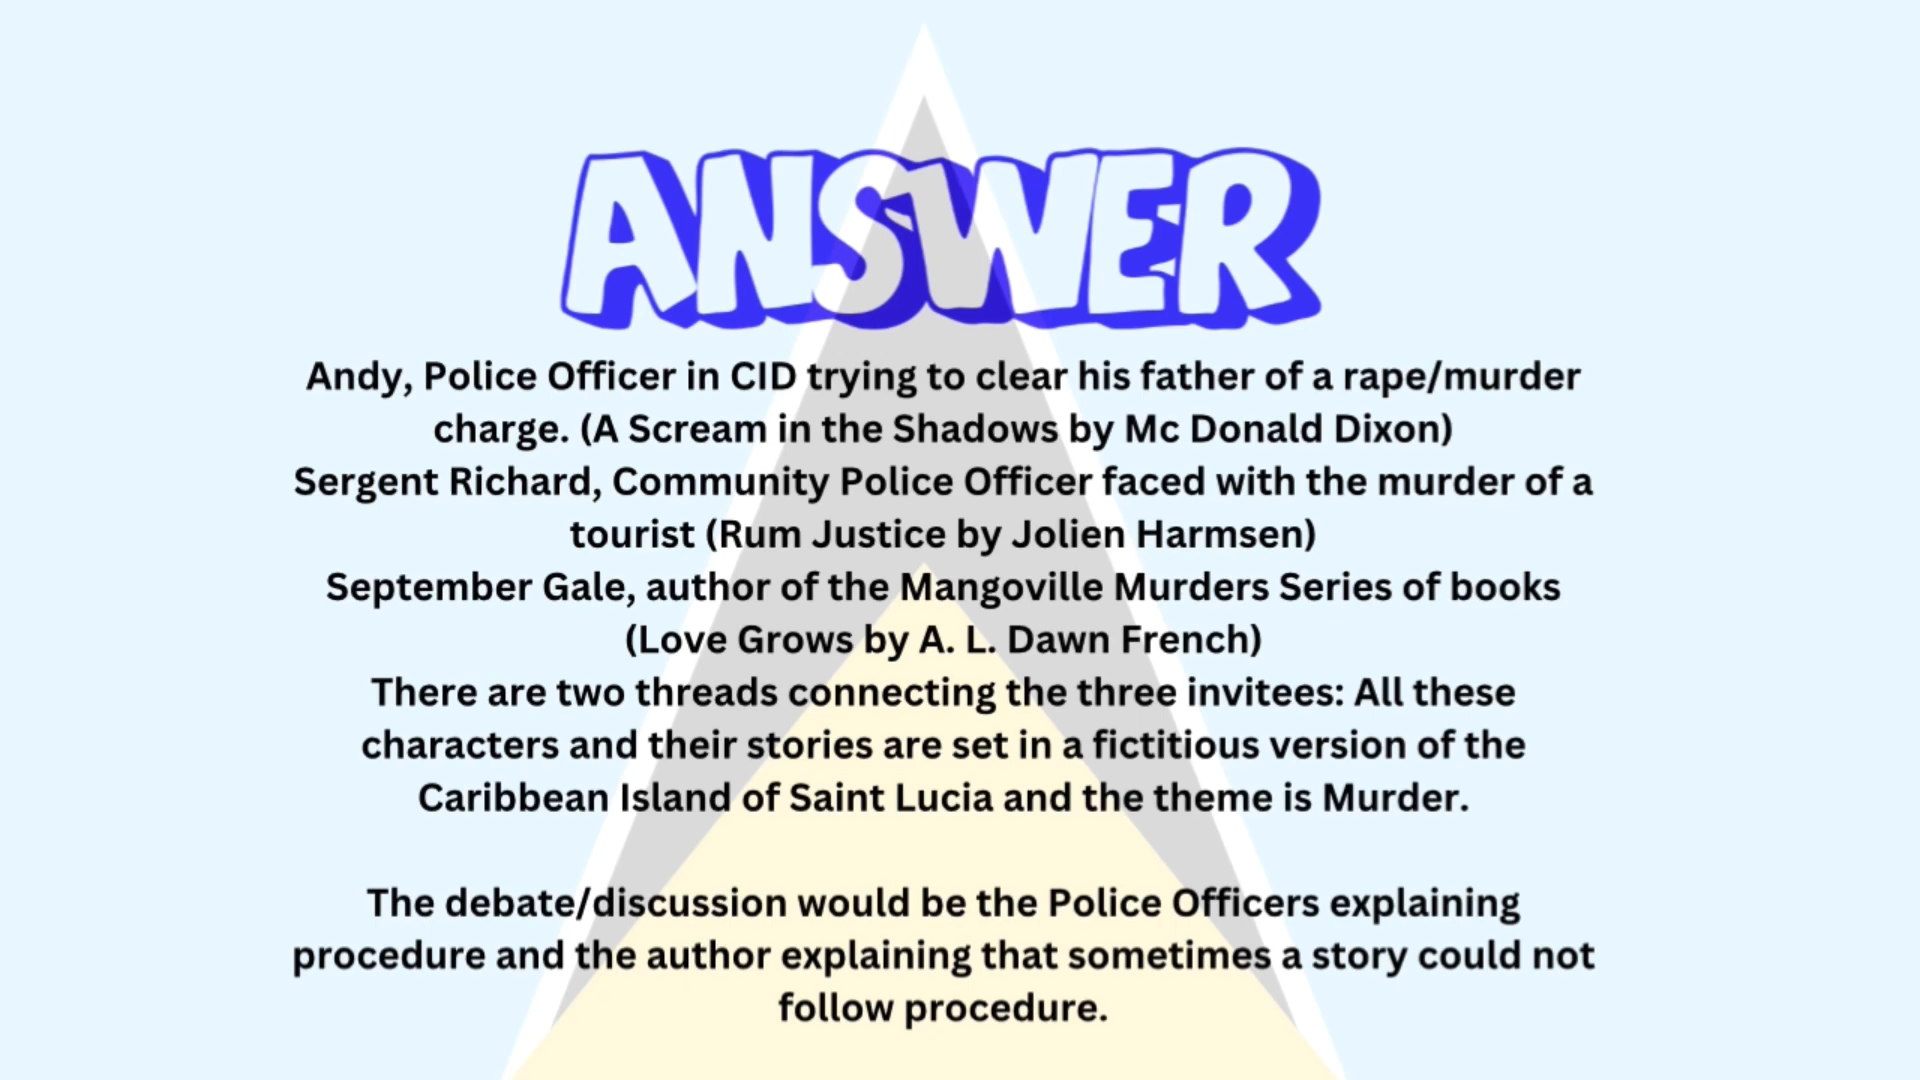 ANSWER
Andy, Police Officer in CID trying to clear his father of a rape/murder
charge. (A Scream in the Shadows by Mc Donald Dixon)
Sergent Richard, Community Police Officer faced with the murder of a
tourist (Rum Justice by Jolien Harmsen)
September Gale, author of the Mangoville Murders Series of books
(Love Grows by A. L. Dawn French)
There are two threads connecting the three invitees: All these
characters and their stories are set in a fictitious version of the
Caribbean Island of Saint Lucia and the theme is Murder.
The debate/discussion would be the Police Officers explaining
procedure and the author explaining that sometimes a story could not
follow procedure.